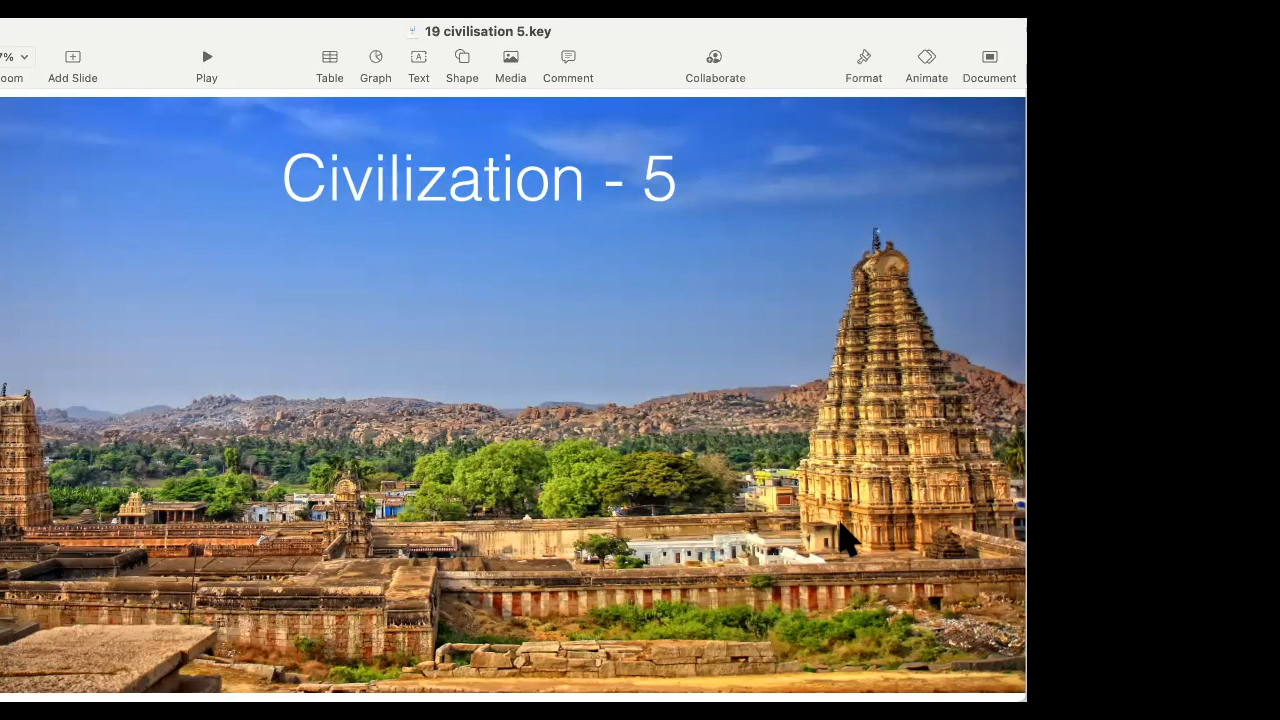 19 civilisation 5.key
7%
oom
Add Slide
Play
Table
Graph
Text
Shape
Media
Comment
Collaborate
Format
Animate
Document
Civilization - 5